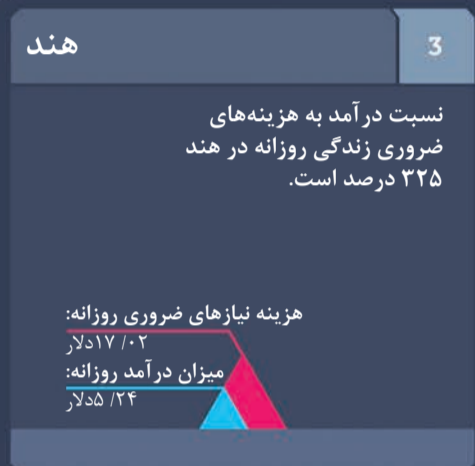 3
هند
نسبت درآمد به هزینه‌های
ضروری زندگی روزانه در هند
۳۲۵ درصد است.
هزینه نیازهای ضروری روزانه:
۰۲/ ۱۷دلار
میزان درآمد روزانه:
۲۴/ ۵دلار